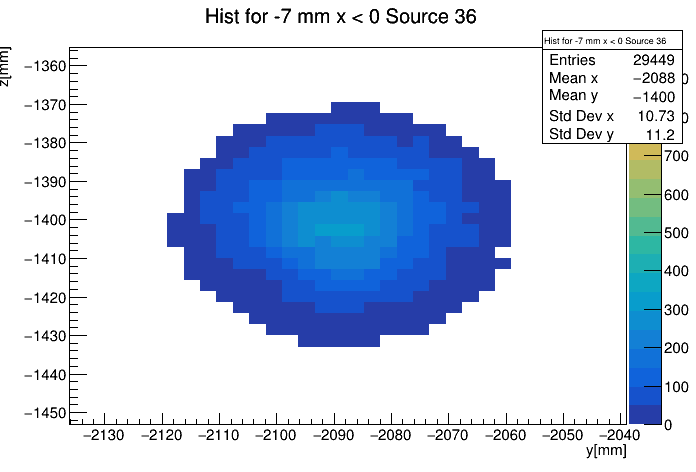 Hist for -7 mm x < 0 Source 36
Hist for -7 mm x < 0 Source 36
Entries 29449
Mean x −2088
Mean y −1400
Std Dev x 10.73
Std Dev y 11.2
z[mm]
−1360
−1370
−1380
−1390
−1400
−1410
−1420
−1430
−1440
−1450
700
600
500
400
300
200
100
0
−2130 −2120 −2110 −2100 −2090 −2080 −2070 −2060 −2050 −2040
y[mm]